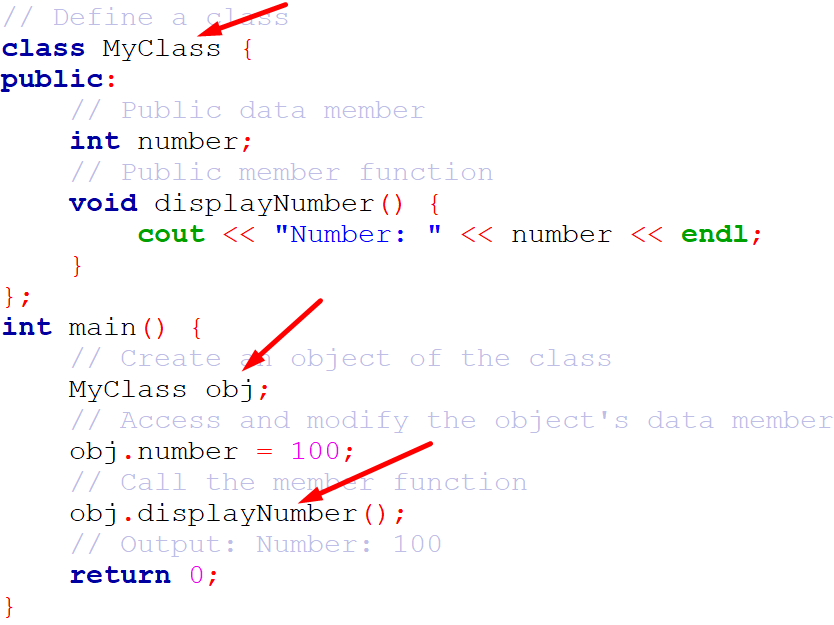 // Define a class
class MyClass {
public:
    // Public data member
    int number;
    // Public member function
    void displayNumber() {
        cout << "Number: " << number << endl;
    }
};
int main() {
    // Create an object of the class
    MyClass obj;
    // Access and modify the object's data member
    obj.number = 100;
    // Call the member function
    obj.displayNumber();
    // Output: Number: 100
    return 0;
}